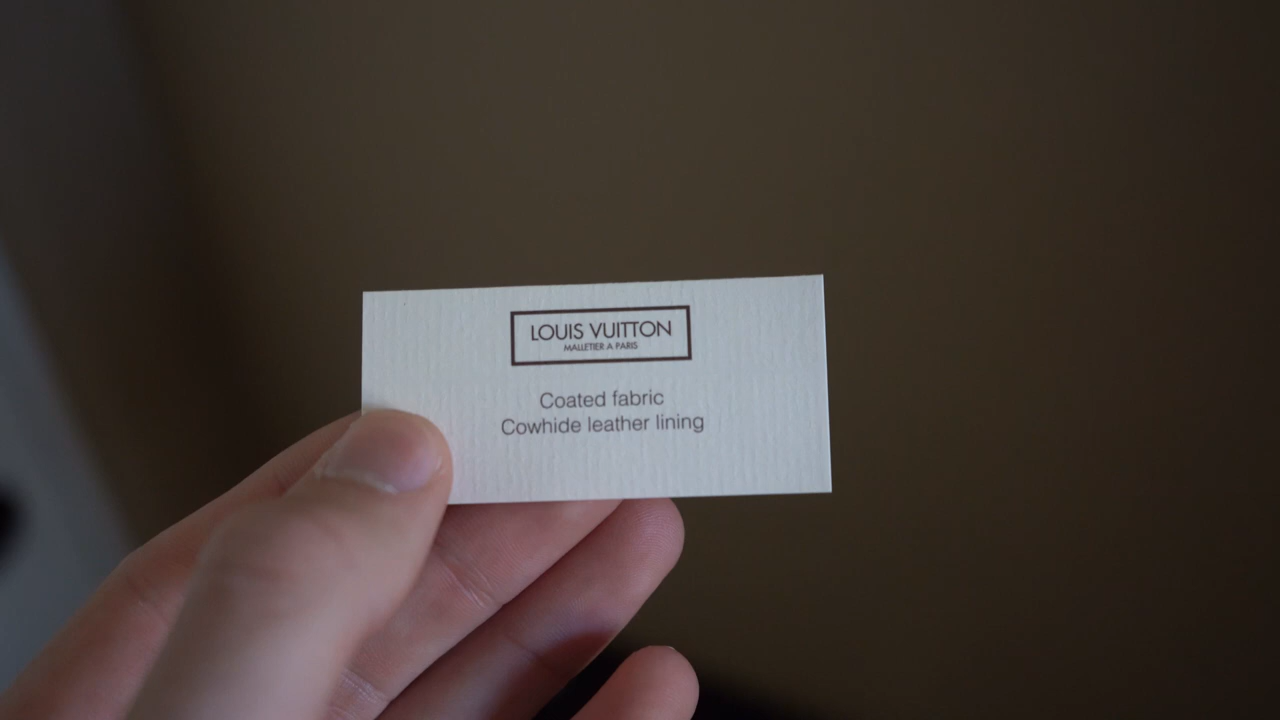 LOUIS VUITTON
MALLETIER A PARIS
Coated fabric
Cowhide leather lining